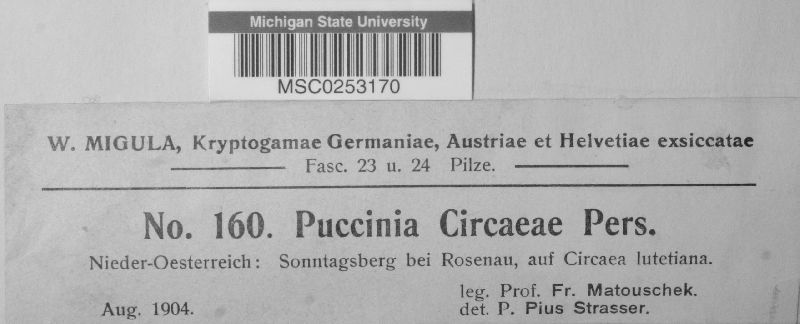 Michigan State University
MSC0253170
W. MIGULA, Kryptogamae Germaniae, Austriae et Helvetiae exsiccatae
Fasc. 23 u. 24 Pilze.
No. 160. Puccinia Circaeae Pers.
Nieder-Oesterreich: Sonntagsberg bei Rosenau, auf Circaea lutetiana.
leg. Prof. Fr. Matouschek.
Aug. 1904.
det. P. Pius Strasser.